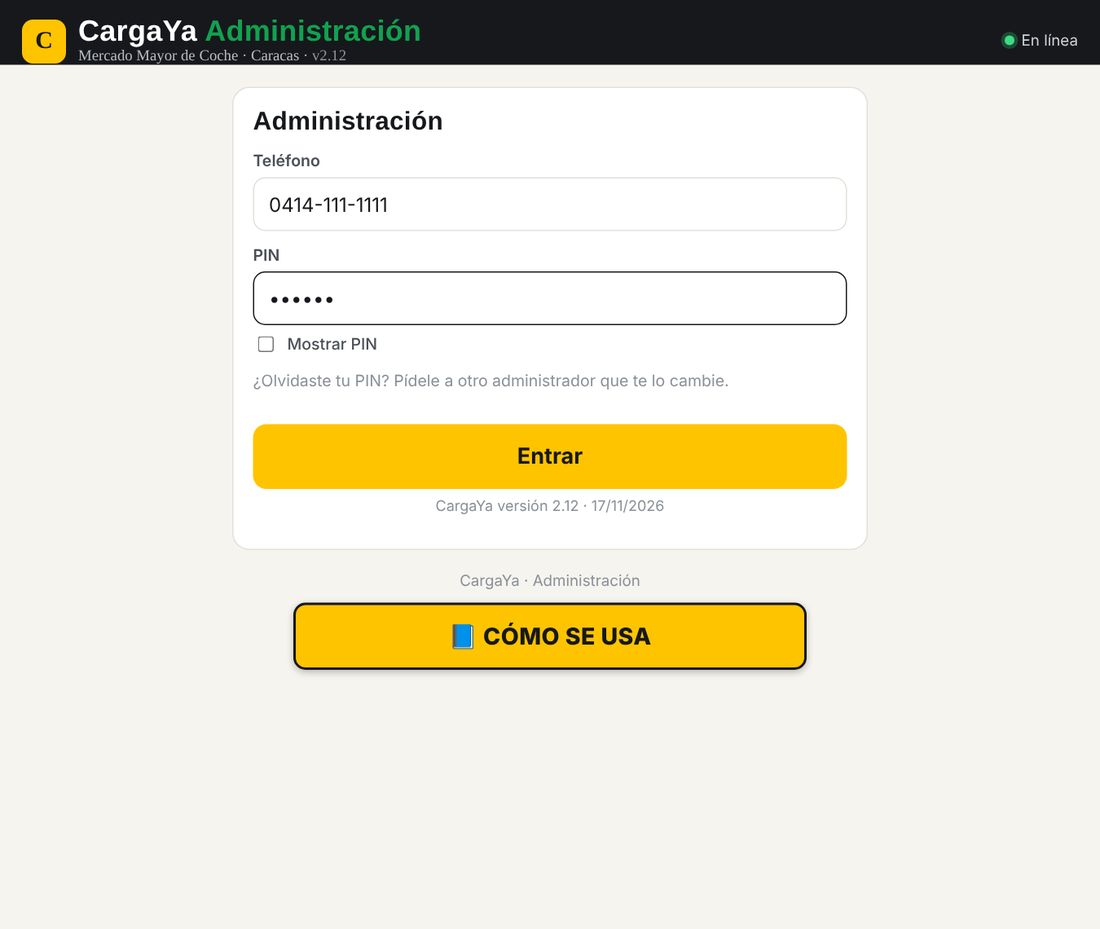 C
CargaYa Administración
Mercado Mayor de Coche · Caracas · v2.12
En línea
Administración
Teléfono
0414-111-1111
PIN
••••••
Mostrar PIN
¿Olvidaste tu PIN? Pídele a otro administrador que te lo cambie.
Entrar
CargaYa versión 2.12 · 17/11/2026
CargaYa · Administración
📘 CÓMO SE USA